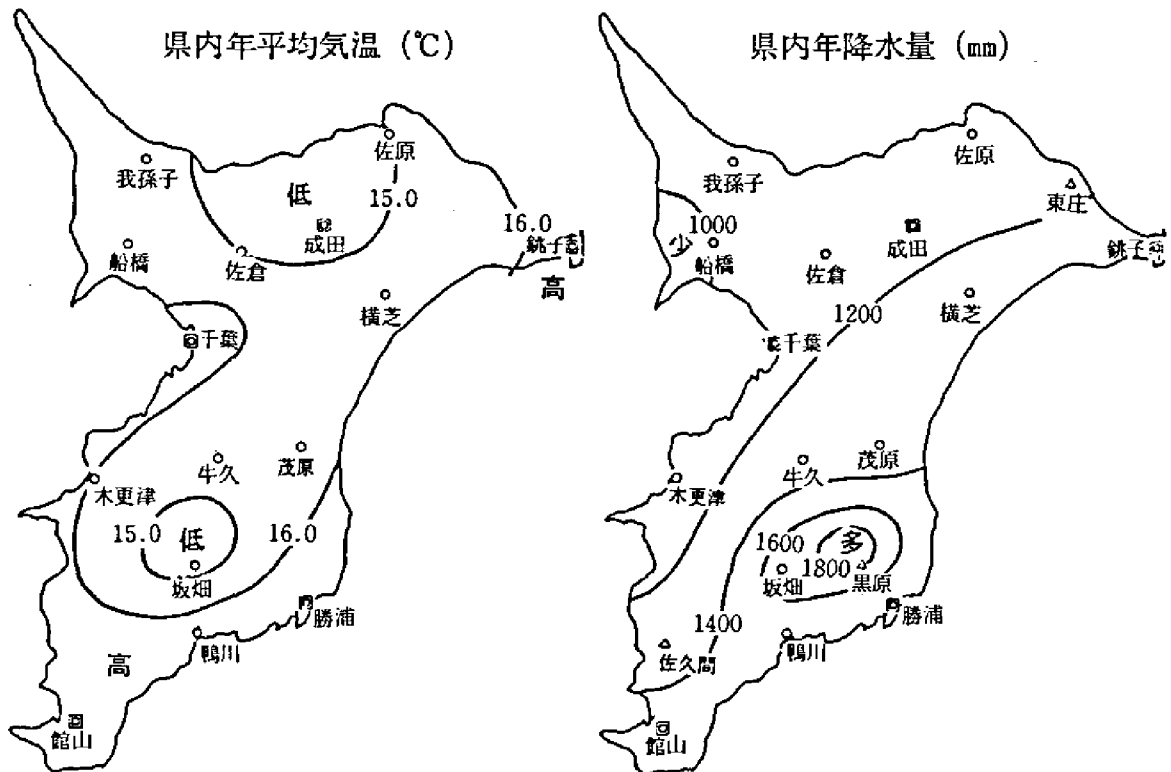 県内年平均気温 (℃)
佐原
我孫子
低
15.0
成田
16.0
銚子
高
船橋
佐倉
横芝
千葉
牛久
茂原
木更津
15.0
低
16.0
坂畑
勝浦
鴨川
高
館山
県内年降水量 (mm)
佐原
我孫子
東庄
1000
少
船橋
成田
銚子
佐倉
横芝
1200
千葉
茂原
牛久
木更津
1600
多
坂畑
1800
黒原
勝浦
1400
鴨川
佐久間
館山